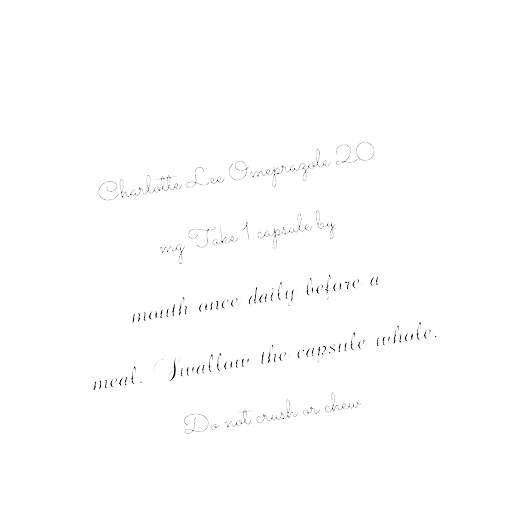 Charlotte Lee Omeprazole 20
mg Take 1 capsule by
mouth once daily before a
meal. Swallow the capsule whole.
Do not crush or chew